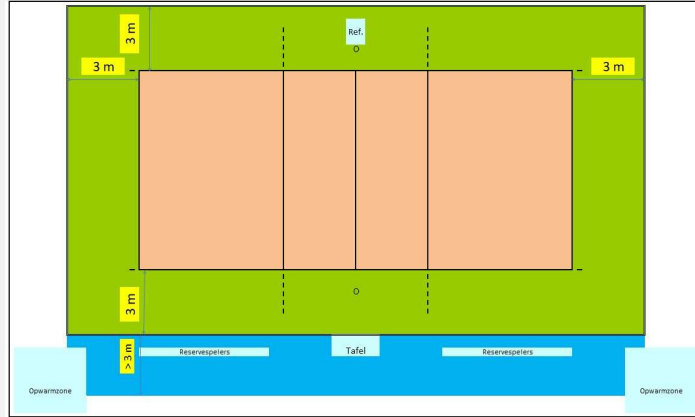 3 m
Ref.
O
3 m
3 m
3 m
O
> 3 m
Reservespelers
Tafel
Reservespelers
Opwarmzone
Opwarmzone